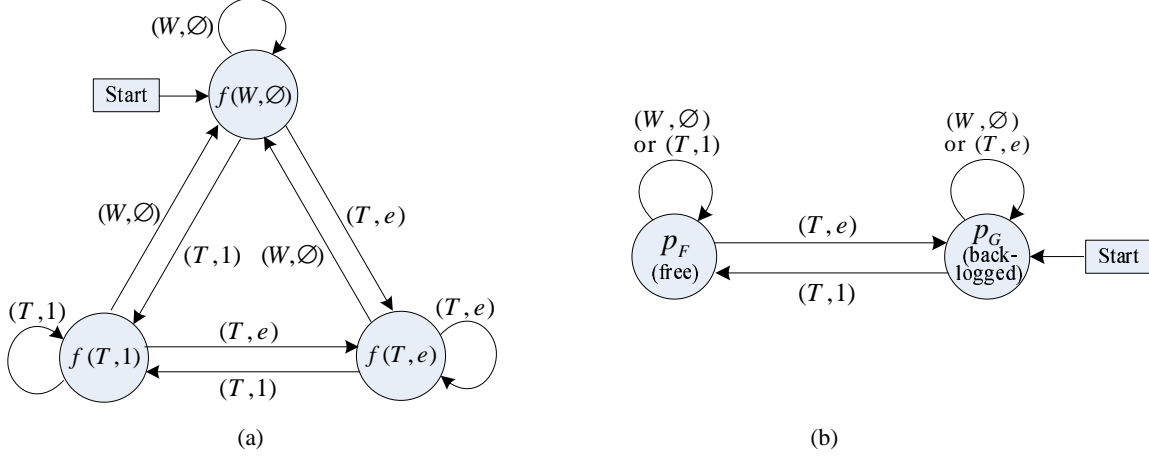 (W,∅)
Start
f(W,∅)
(W,∅)
(T,1)
(W,∅)
(T,e)
(T,1)
f(T,1)
(T,e)
(T,1)
f(T,e)
(T,e)
(a)
(W,∅)
or (T,1)
(W,∅)
or (T,e)
p_F
(free)
(T,e)
(T,1)
p_G
(back-
logged)
Start
(b)